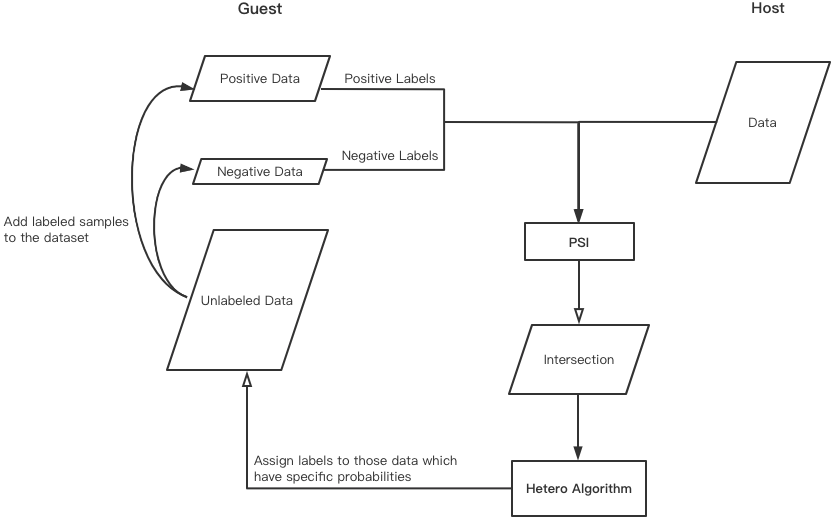 Guest
Host
Positive Data
Positive Labels
Data
Negative Labels
Negative Data
Add labeled samples
to the dataset
PSI
Unlabeled Data
Intersection
Assign labels to those data which
have specific probabilities
Hetero Algorithm